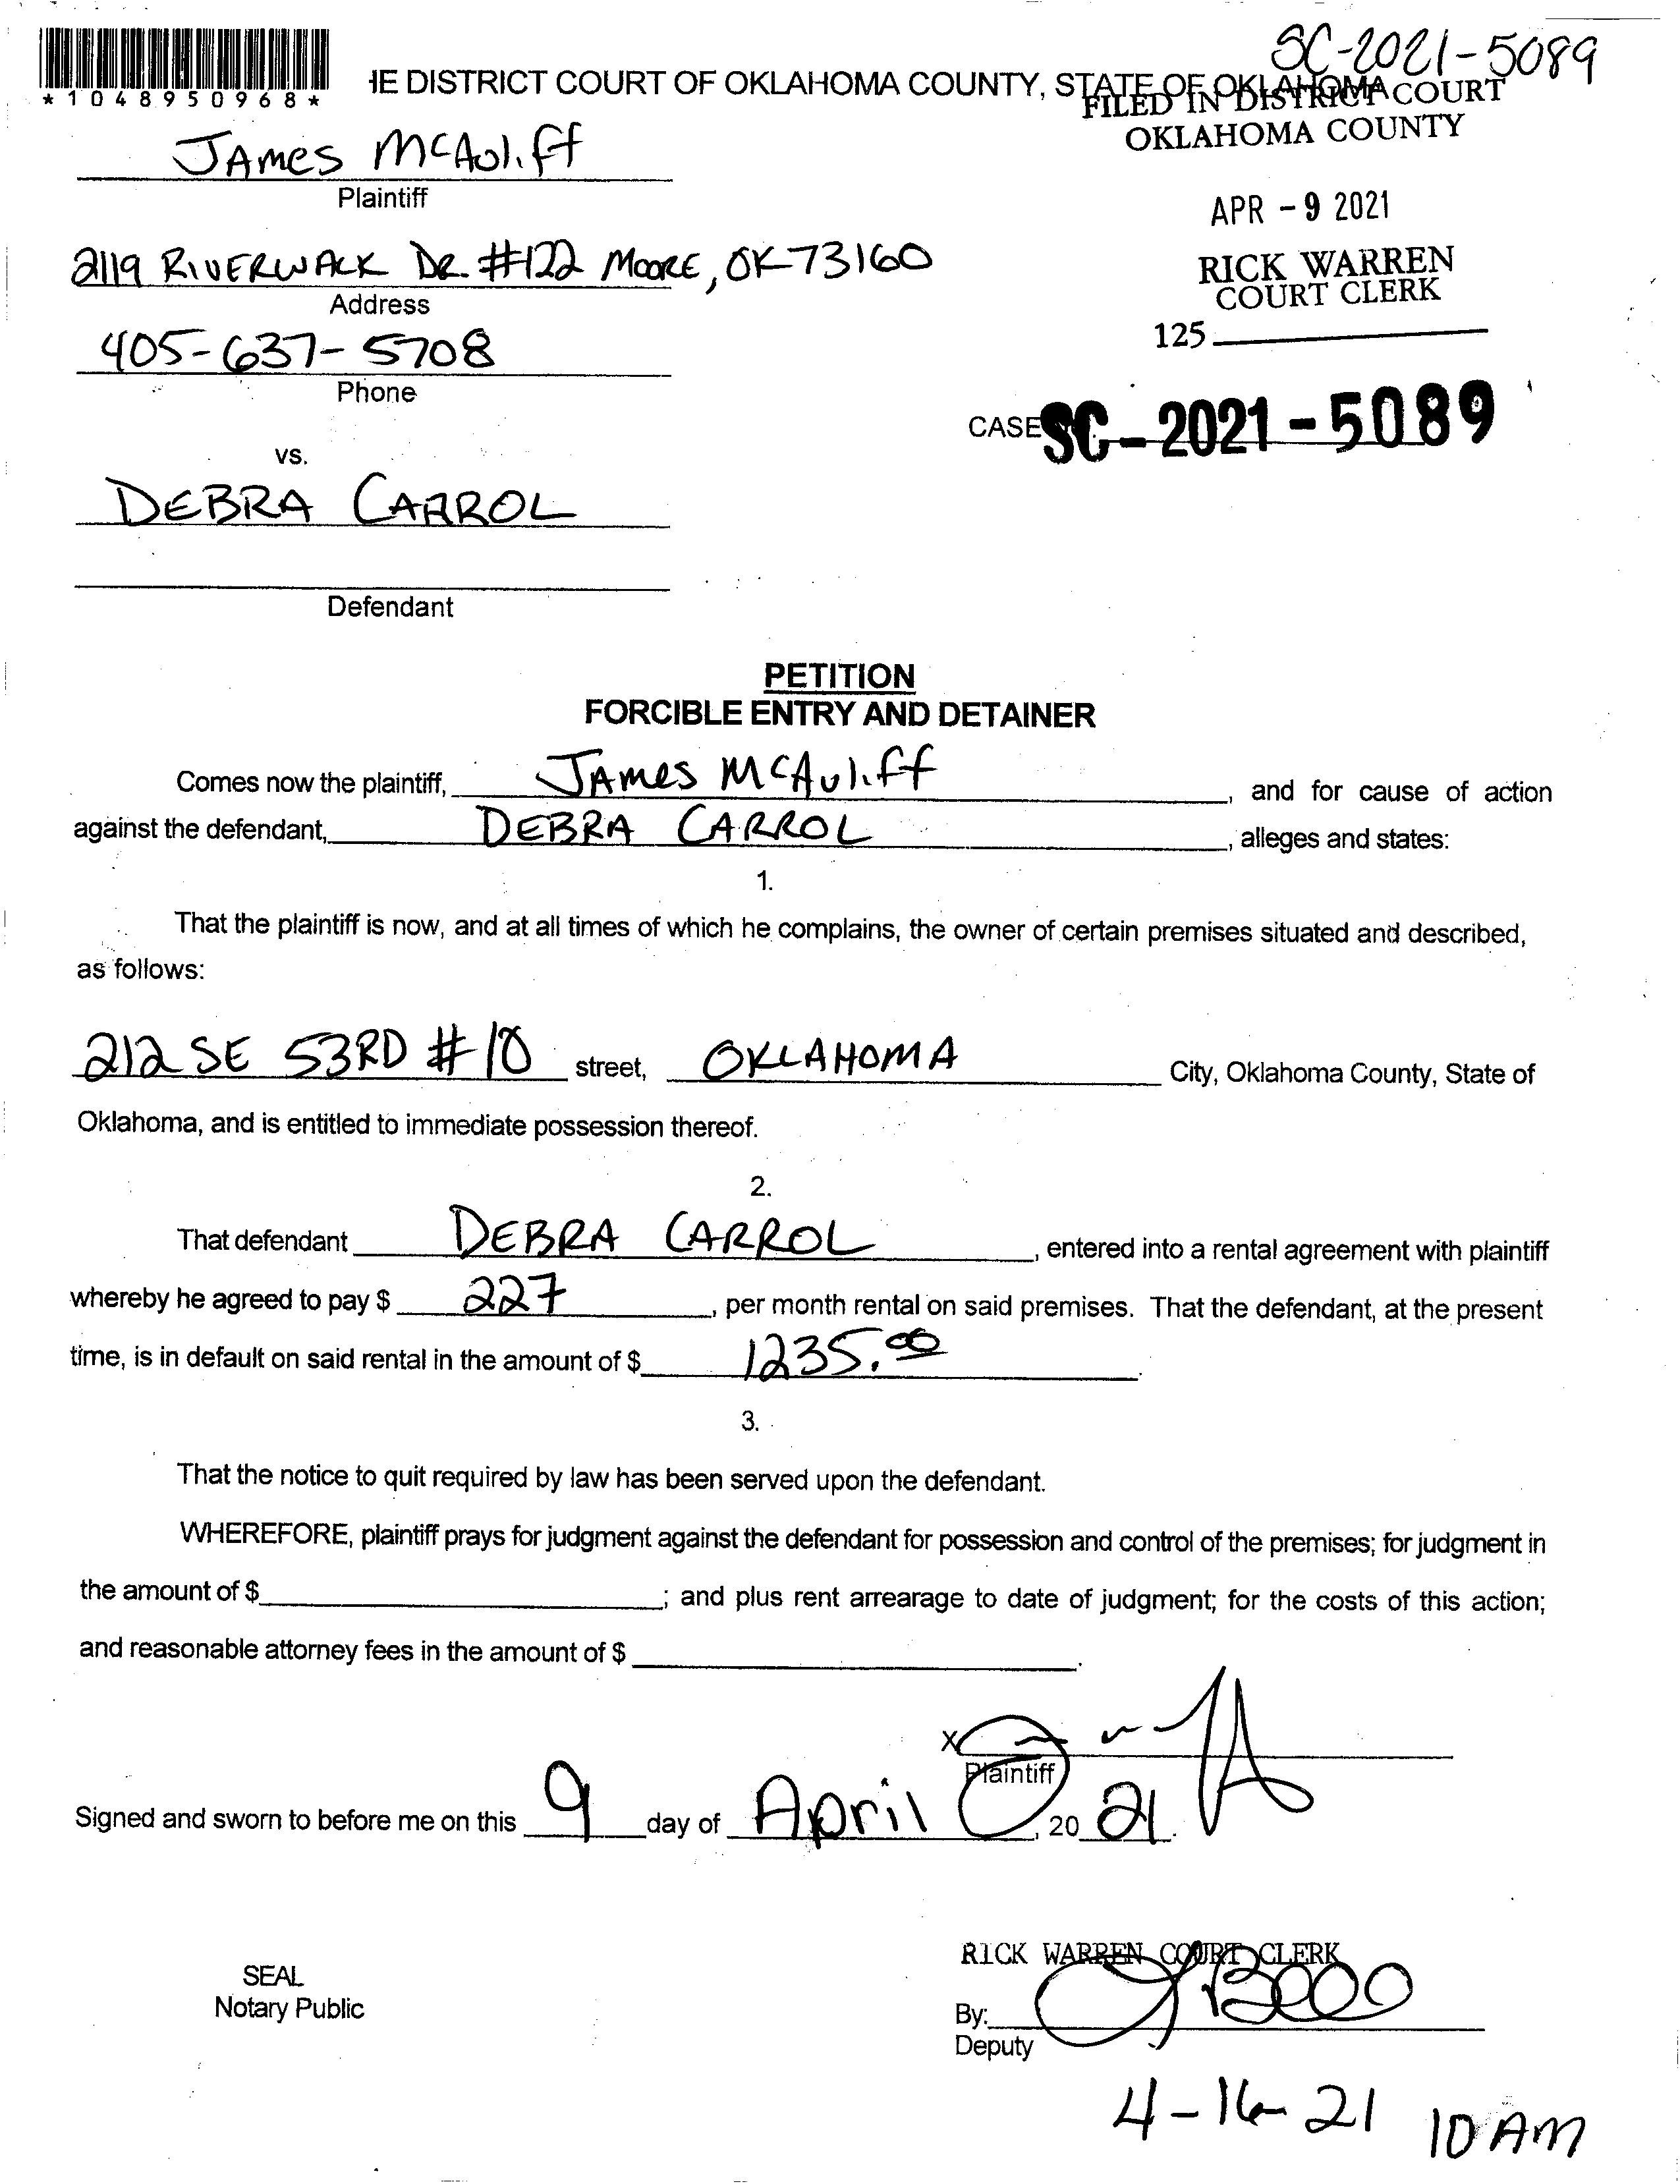 SC-2021-5089
*1048950968*
IE DISTRICT COURT OF OKLAHOMA COUNTY, STATE OF OKLAHOMA
FILED IN DISTRICT COURT
OKLAHOMA COUNTY
JAMES McAuliff
Plaintiff
APR - 9 2021
2119 RIVERWALK DR. #122 MOORE, OK 73160
Address
RICK WARREN
COURT CLERK
405-637-5708
Phone
125
CASE SC-2021-5089
vs.
DEBRA CARROL
Defendant
PETITION
FORCIBLE ENTRY AND DETAINER
Comes now the plaintiff, JAMES McAuliff, and for cause of action
against the defendant, DEBRA CARROL, alleges and states:
1.
That the plaintiff is now, and at all times of which he complains, the owner of certain premises situated and described,
as follows:
212 SE 53RD #10 street, OKLAHOMA City, Oklahoma County, State of
Oklahoma, and is entitled to immediate possession thereof.
2.
That defendant DEBRA CARROL, entered into a rental agreement with plaintiff
whereby he agreed to pay $ 227, per month rental on said premises. That the defendant, at the present
time, is in default on said rental in the amount of $ 1235.00.
3.
That the notice to quit required by law has been served upon the defendant.
WHEREFORE, plaintiff prays for judgment against the defendant for possession and control of the premises; for judgment in
the amount of $ ; and plus rent arrearage to date of judgment; for the costs of this action;
and reasonable attorney fees in the amount of $ .
X
Plaintiff
Signed and sworn to before me on this 9 day of April, 20 21.
RICK WARREN COURT CLERK
SEAL
Notary Public
By:
Deputy
4-16-21 10 AM